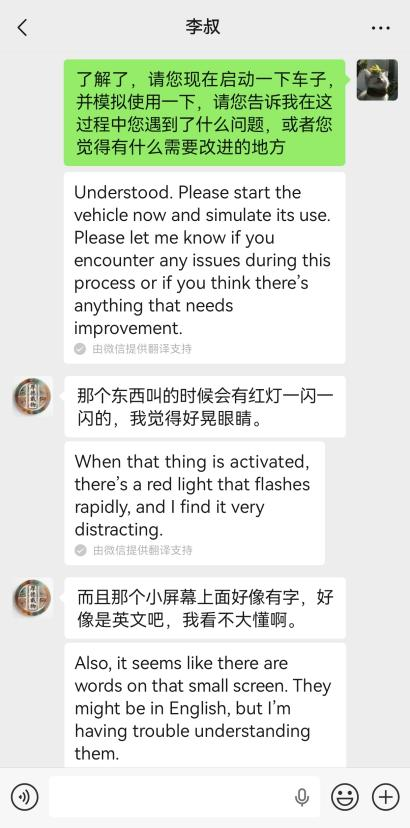 李叔
了解了，请您现在启动一下车子，
并模拟使用一下，请您告诉我在这
过程中您遇到了什么问题，或者您
觉得有什么需要改进的地方
Understood. Please start the
vehicle now and simulate its use.
Please let me know if you
encounter any issues during this
process or if you think there's
anything that needs
improvement.
由微信提供翻译支持
那个东西叫的时候会有红灯一闪一
闪的，我觉得好晃眼睛。
When that thing is activated,
there's a red light that flashes
rapidly, and I find it very
distracting.
由微信提供翻译支持
而且那个小屏幕上面好像有字，好
像是英文吧，我看不大懂啊。
Also, it seems like there are
words on that small screen. They
might be in English, but I'm
having trouble understanding
them.